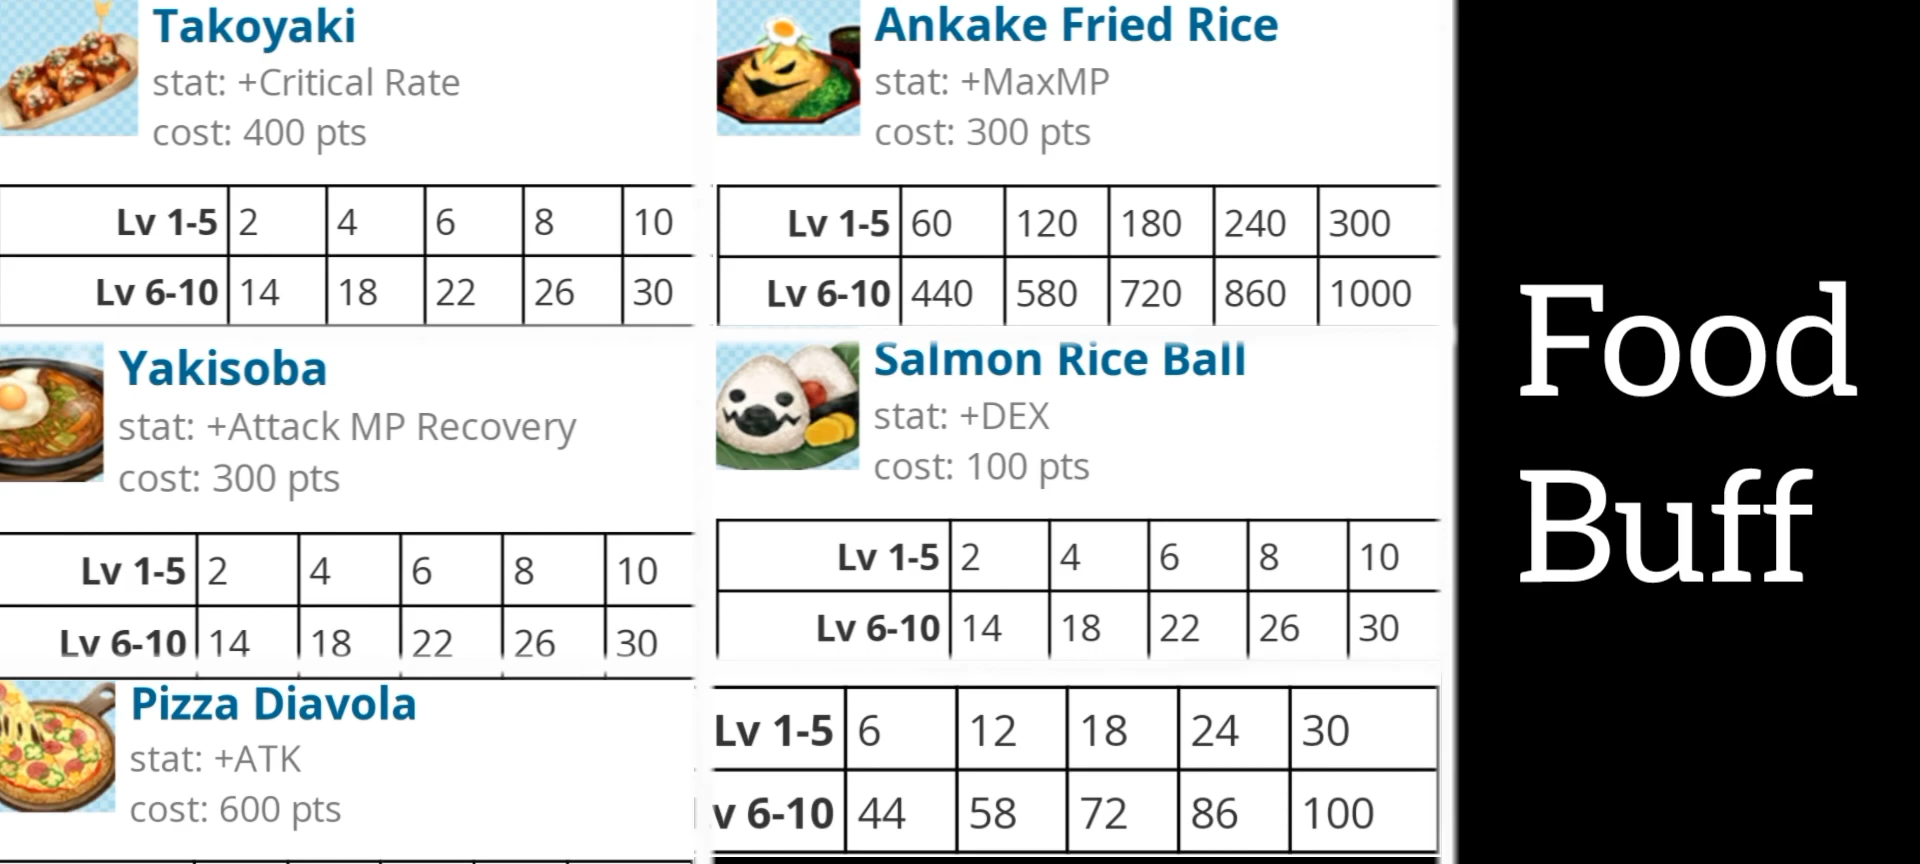 Takoyaki
stat: +Critical Rate
cost: 400 pts
Lv 1-5 2 4 6 8 10
Lv 6-10 14 18 22 26 30
Ankake Fried Rice
stat: +MaxMP
cost: 300 pts
Lv 1-5 60 120 180 240 300
Lv 6-10 440 580 720 860 1000
Yakisoba
stat: +Attack MP Recovery
cost: 300 pts
Lv 1-5 2 4 6 8 10
Lv 6-10 14 18 22 26 30
Salmon Rice Ball
stat: +DEX
cost: 100 pts
Lv 1-5 2 4 6 8 10
Lv 6-10 14 18 22 26 30
Pizza Diavola
stat: +ATK
cost: 600 pts
Lv 1-5 6 12 18 24 30
v 6-10 44 58 72 86 100
Food
Buff